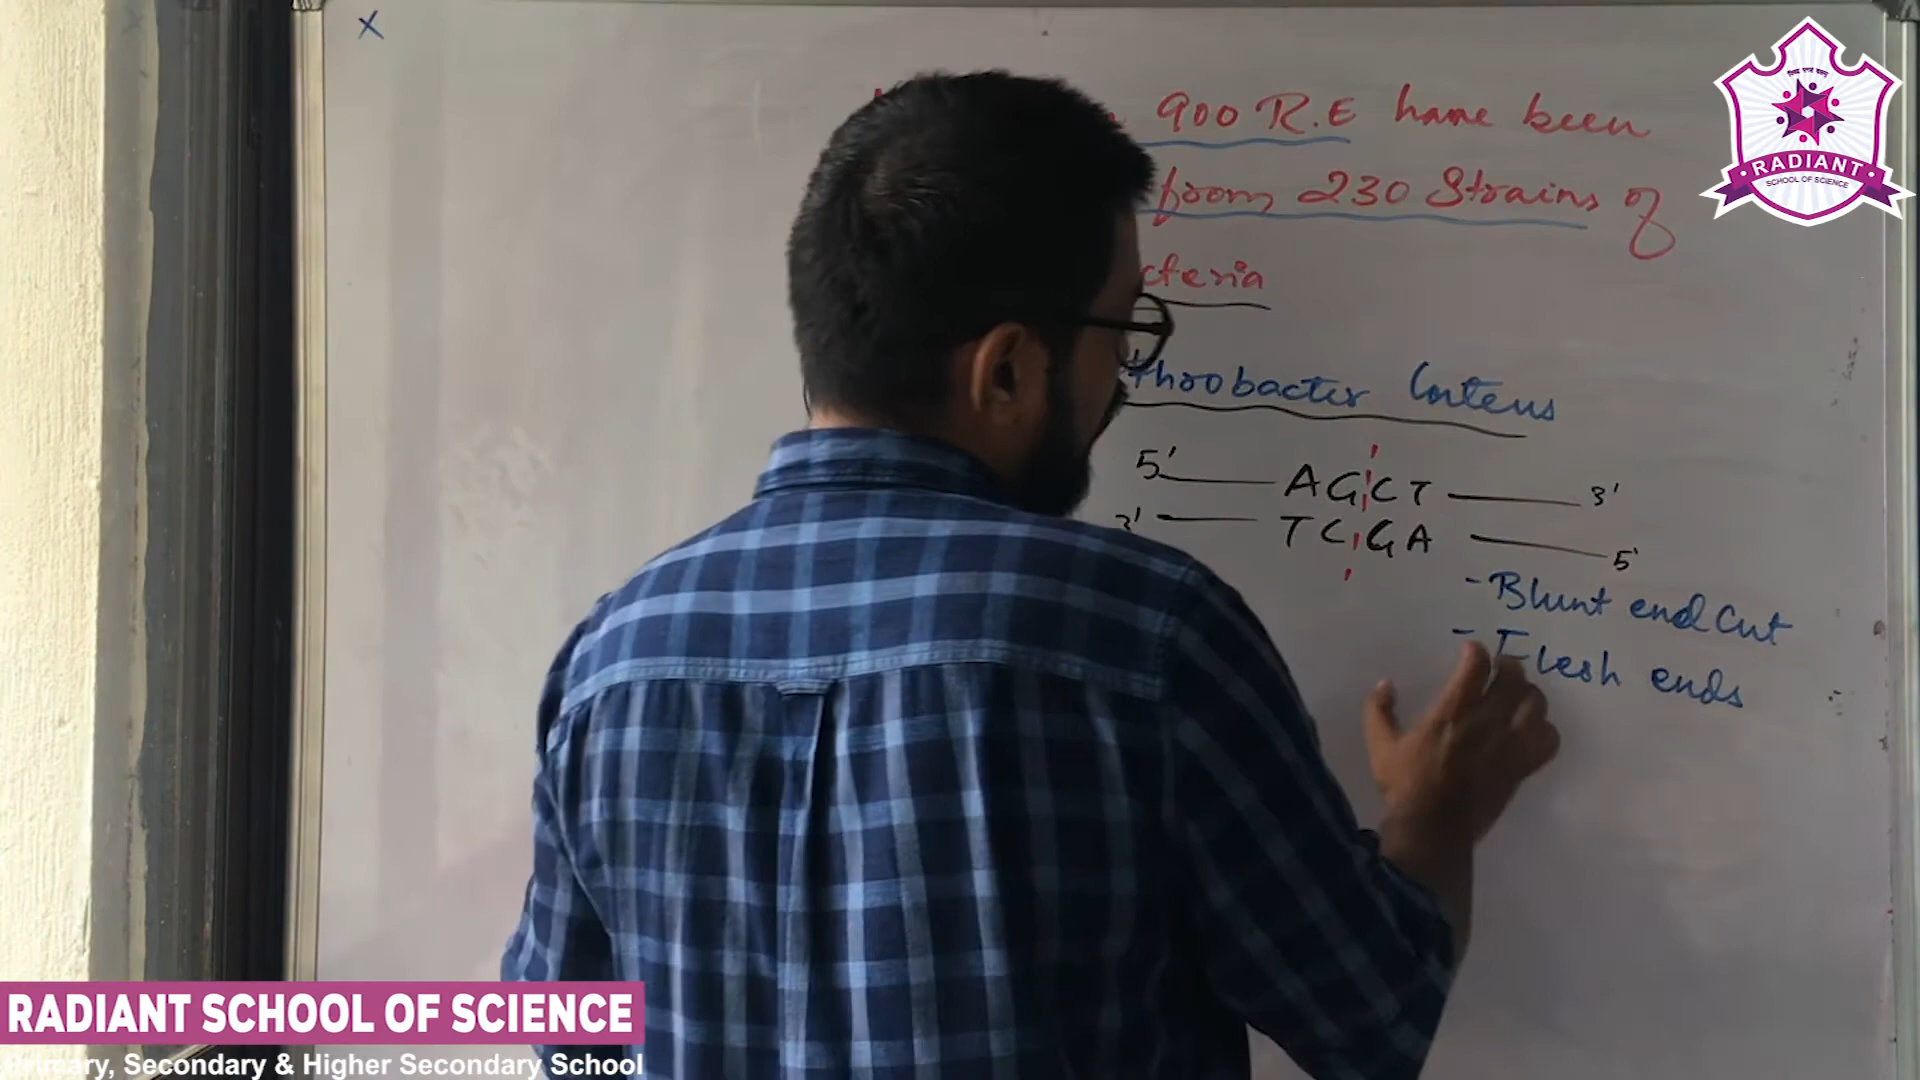 X
900 R.E have been
from 230 Strains of
cteria
throbacter luteus
5' AG¦CT 3'
3' TC¦GA 5'
- Blunt end cut
- Flesh ends
RADIANT
SCHOOL OF SCIENCE
RADIANT SCHOOL OF SCIENCE
Primary, Secondary & Higher Secondary School